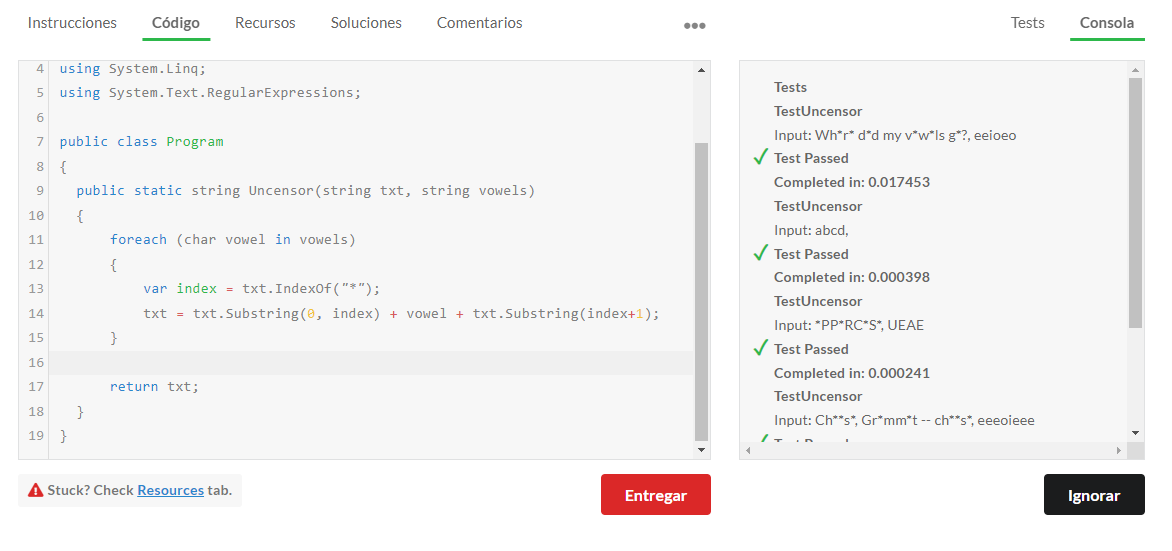 Instrucciones Código Recursos Soluciones Comentarios ••• Tests Consola
4 using System.Linq;
5 using System.Text.RegularExpressions;
6
7 public class Program
8 {
9 public static string Uncensor(string txt, string vowels)
10 {
11 foreach (char vowel in vowels)
12 {
13 var index = txt.IndexOf("*");
14 txt = txt.Substring(0, index) + vowel + txt.Substring(index+1);
15 }
16
17 return txt;
18 }
19 }
Stuck? Check Resources tab.
Entregar
Tests
TestUncensor
Input: Wh*r* d*d my v*w*ls g*?, eeioeo
Test Passed
Completed in: 0.017453
TestUncensor
Input: abcd,
Test Passed
Completed in: 0.000398
TestUncensor
Input: *PP*RC*S*, UEAE
Test Passed
Completed in: 0.000241
TestUncensor
Input: Ch**s*, Gr*mm*t -- ch**s*, eeeoieee
Ignorar